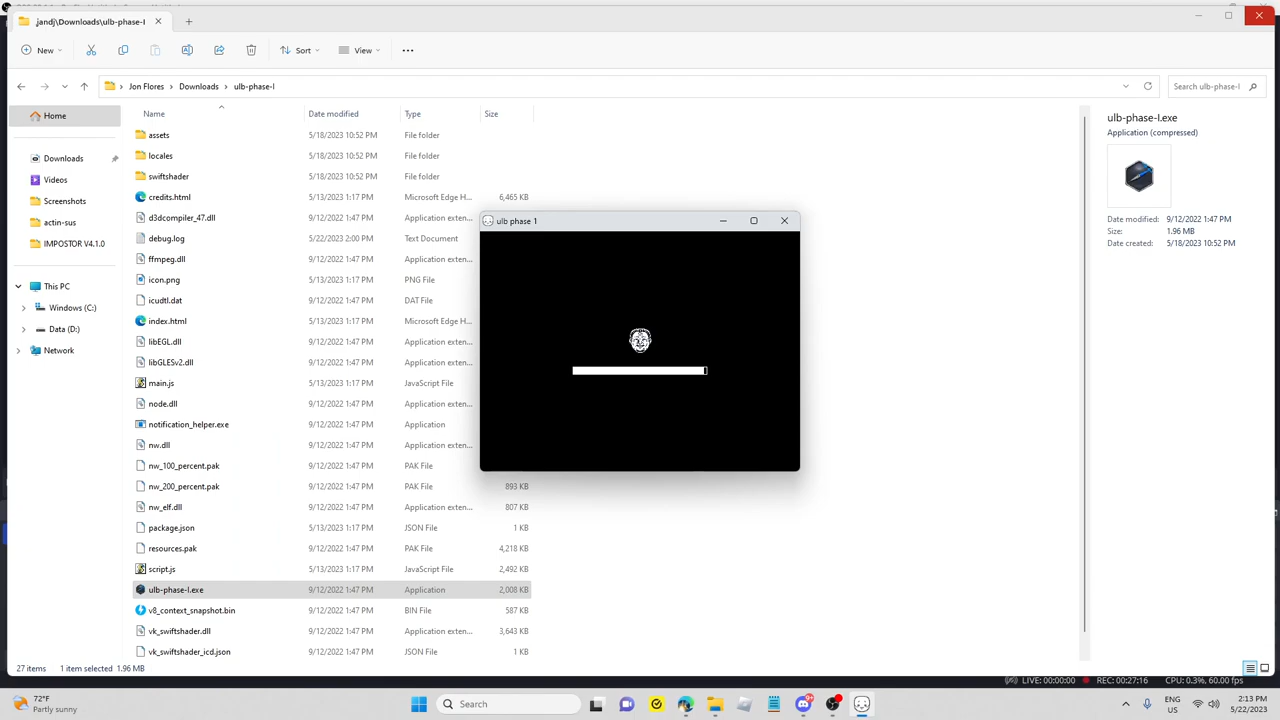 .jandj\Downloads\ulb-phase-l
New
Sort
View
Jon Flores > Downloads > ulb-phase-l
Search ulb-phase-l
Home
Downloads
Videos
Screenshots
actin-sus
IMPOSTOR V4.1.0
This PC
Windows (C:)
Data (D:)
Network
Name Date modified Type Size
assets 5/18/2023 10:52 PM File folder
locales 5/18/2023 10:52 PM File folder
swiftshader 5/18/2023 10:52 PM File folder
credits.html 5/13/2023 1:17 PM Microsoft Edge H... 6,465 KB
d3dcompiler_47.dll 9/12/2022 1:47 PM Application exten...
debug.log 5/22/2023 2:00 PM Text Document
ffmpeg.dll 9/12/2022 1:47 PM Application exten...
icon.png 5/13/2023 1:17 PM PNG File
icudtl.dat 9/12/2022 1:47 PM DAT File
index.html 5/13/2023 1:17 PM Microsoft Edge H...
libEGL.dll 9/12/2022 1:47 PM Application exten...
libGLESv2.dll 9/12/2022 1:47 PM Application exten...
main.js 5/13/2023 1:17 PM JavaScript File
node.dll 9/12/2022 1:47 PM Application exten...
notification_helper.exe 9/12/2022 1:47 PM Application
nw.dll 9/12/2022 1:47 PM Application exten...
nw_100_percent.pak 9/12/2022 1:47 PM PAK File
nw_200_percent.pak 9/12/2022 1:47 PM PAK File 893 KB
nw_elf.dll 9/12/2022 1:47 PM Application exten... 807 KB
package.json 5/13/2023 1:17 PM JSON File 1 KB
resources.pak 9/12/2022 1:47 PM PAK File 4,218 KB
script.js 5/13/2023 1:17 PM JavaScript File 2,492 KB
ulb-phase-l.exe 9/12/2022 1:47 PM Application 2,008 KB
v8_context_snapshot.bin 9/12/2022 1:47 PM BIN File 587 KB
vk_swiftshader.dll 9/12/2022 1:47 PM Application exten... 3,643 KB
vk_swiftshader_icd.json 9/12/2022 1:47 PM JSON File 1 KB
ulb phase 1
ulb-phase-l.exe
Application (compressed)
Date modified: 9/12/2022 1:47 PM
Size: 1.96 MB
Date created: 5/18/2023 10:52 PM
27 items 1 item selected 1.96 MB
LIVE: 00:00:00 REC: 00:27:16 CPU: 0.3%, 60.00 fps
72°F
Partly sunny
Search
9+
ENG
US
2:13 PM
5/22/2023